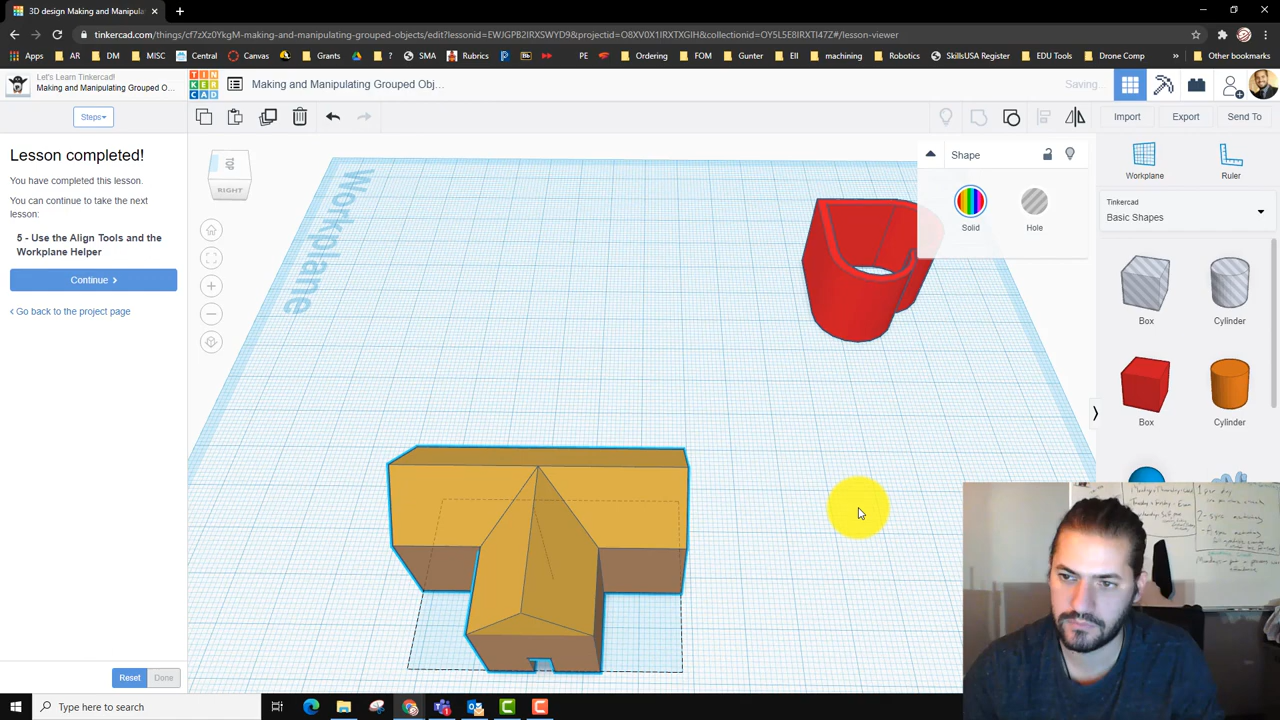 3D design Making and Manipula
tinkercad.com/things/cf7zXz0YkgM-making-and-manipulating-grouped-objects/edit?lessonid=EWJGPB2IRXSWYD9&projectid=O8XV0X1IRXTXGIH&collectionid=OY5L5E8IRXTI47Z#/lesson-viewer
Apps AR DM MISC Central Canvas Grants SMA Rubrics PE Ordering FOM Gunter Ell machining Robotics SkillsUSA Register EDU Tools Drone Comp Other bookmarks
Let's Learn Tinkercad!
Making and Manipulating Grouped O...
TINKERCAD
Making and Manipulating Grouped Obj...
Saving...
Steps
Import Export Send To
Lesson completed!
You have completed this lesson.
You can continue to take the next
lesson:
5 - Use the Align Tools and the
Workplane Helper
Continue
Go back to the project page
TOP
RIGHT
Workplane
Shape
Solid Hole
Workplane Ruler
Tinkercad
Basic Shapes
Box Cylinder
Box Cylinder
Reset Done
Type here to search